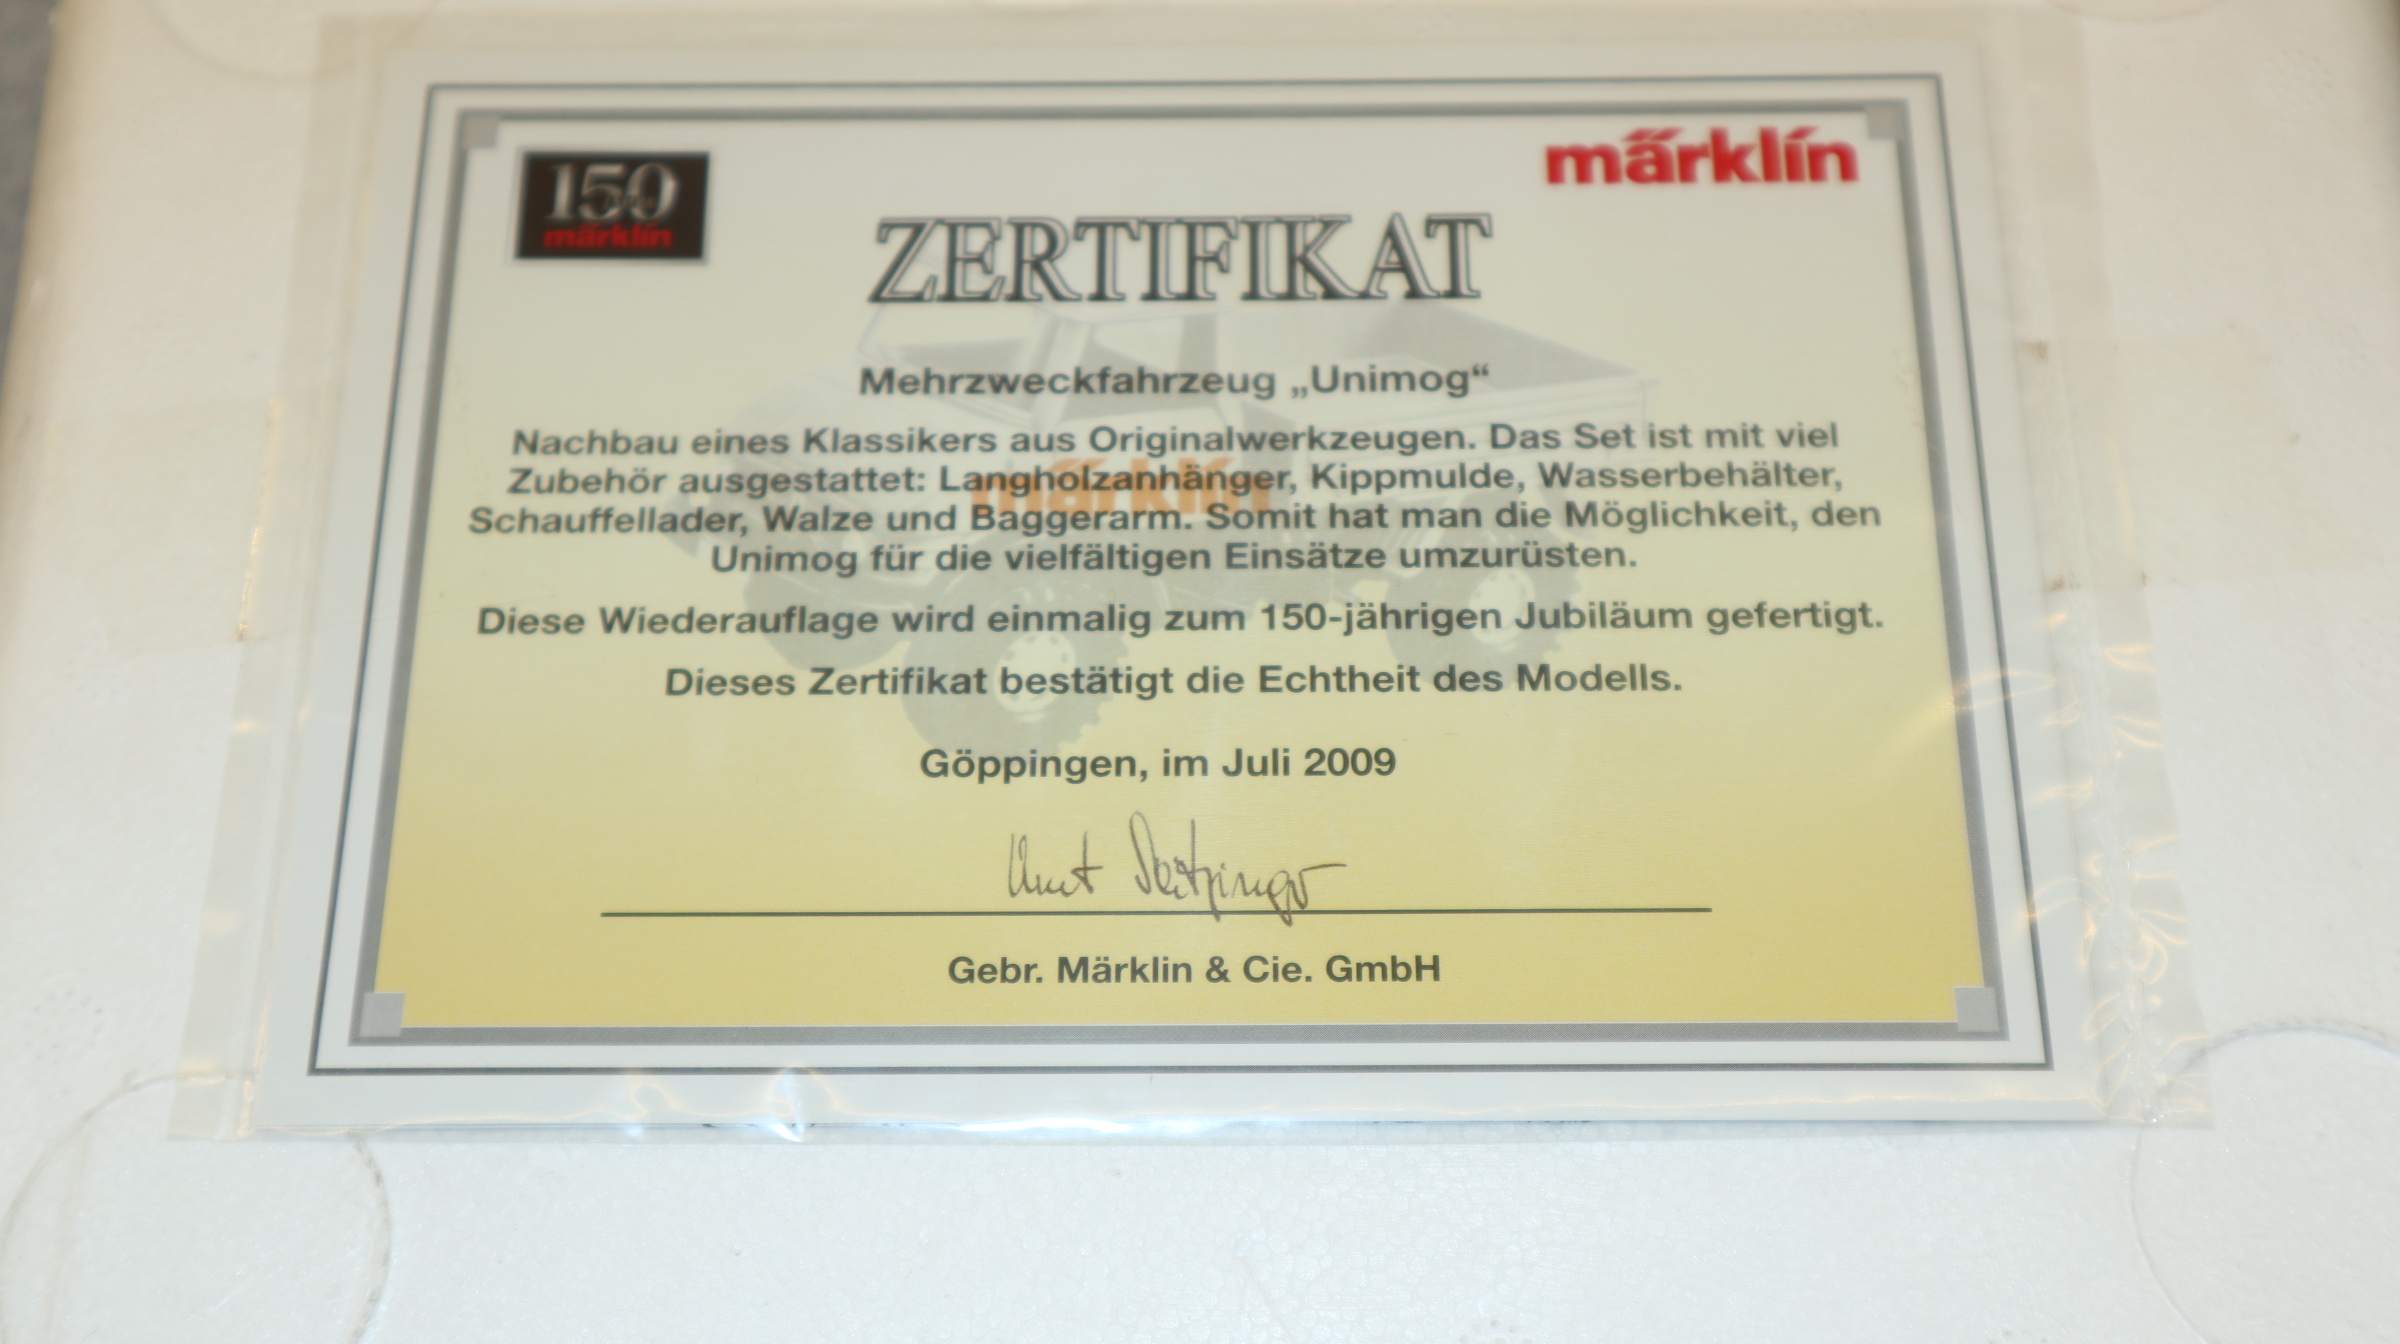 150
märklin
märklin
ZERTIFIKAT
Mehrzweckfahrzeug „Unimog“
Nachbau eines Klassikers aus Originalwerkzeugen. Das Set ist mit viel
Zubehör ausgestattet: Langholzanhänger, Kippmulde, Wasserbehälter,
Schauffellader, Walze und Baggerarm. Somit hat man die Möglichkeit, den
Unimog für die vielfältigen Einsätze umzurüsten.
märklin
Diese Wiederauflage wird einmalig zum 150-jährigen Jubiläum gefertigt.
Dieses Zertifikat bestätigt die Echtheit des Modells.
Göppingen, im Juli 2009
Gebr. Märklin & Cie. GmbH